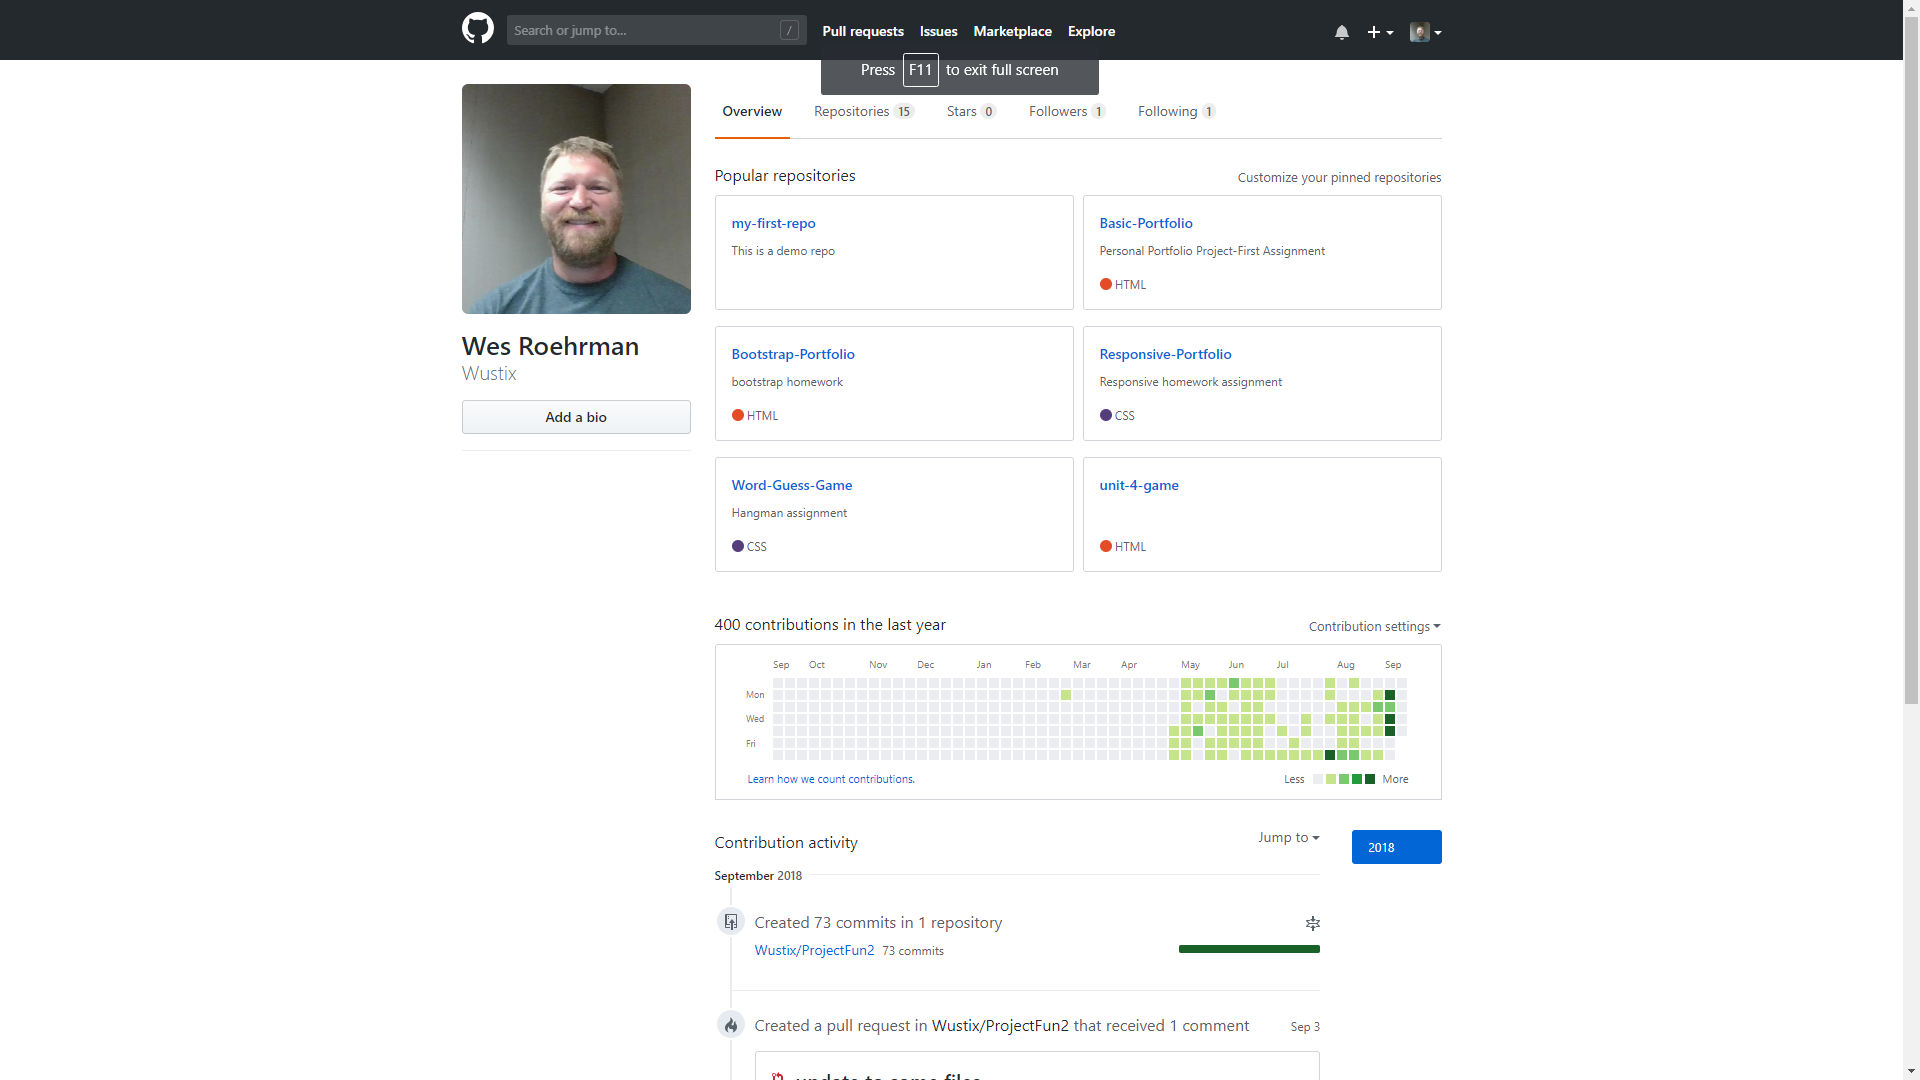 Search or jump to... /
Pull requests Issues Marketplace Explore
Press F11 to exit full screen
Overview Repositories 15 Stars 0 Followers 1 Following 1
Popular repositories
Customize your pinned repositories
my-first-repo
This is a demo repo
Basic-Portfolio
Personal Portfolio Project-First Assignment
HTML
Wes Roehrman
Wustix
Add a bio
Bootstrap-Portfolio
bootstrap homework
HTML
Responsive-Portfolio
Responsive homework assignment
CSS
Word-Guess-Game
Hangman assignment
CSS
unit-4-game
HTML
400 contributions in the last year
Contribution settings
Sep Oct Nov Dec Jan Feb Mar Apr May Jun Jul Aug Sep
Mon
Wed
Fri
Learn how we count contributions.
Less More
Contribution activity
Jump to
2018
September 2018
Created 73 commits in 1 repository
Wustix/ProjectFun2 73 commits
Created a pull request in Wustix/ProjectFun2 that received 1 comment
Sep 3
update to some files